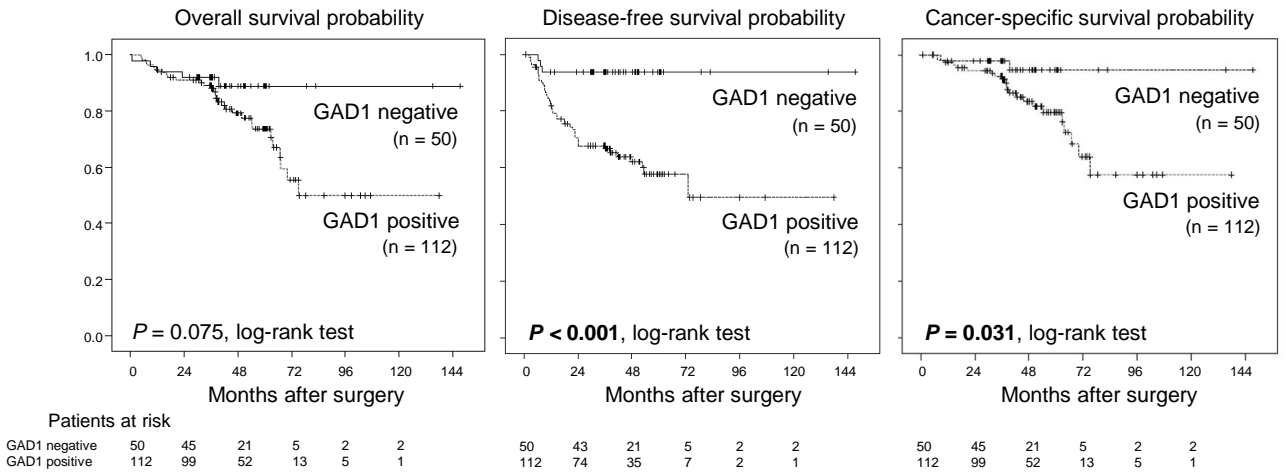 Overall survival probability
1.0
0.8
0.6
0.4
0.2
0.0
GAD1 negative
(n = 50)
GAD1 positive
(n = 112)
P = 0.075, log-rank test
0 24 48 72 96 120 144
Months after surgery
Disease-free survival probability
GAD1 negative
(n = 50)
GAD1 positive
(n = 112)
P < 0.001, log-rank test
0 24 48 72 96 120 144
Months after surgery
Cancer-specific survival probability
GAD1 negative
(n = 50)
GAD1 positive
(n = 112)
P = 0.031, log-rank test
0 24 48 72 96 120 144
Months after surgery
Patients at risk
GAD1 negative 50 45 21 5 2 2 50 43 21 5 2 2 50 45 21 5 2 2
GAD1 positive 112 99 52 13 5 1 112 74 35 7 2 1 112 99 52 13 5 1